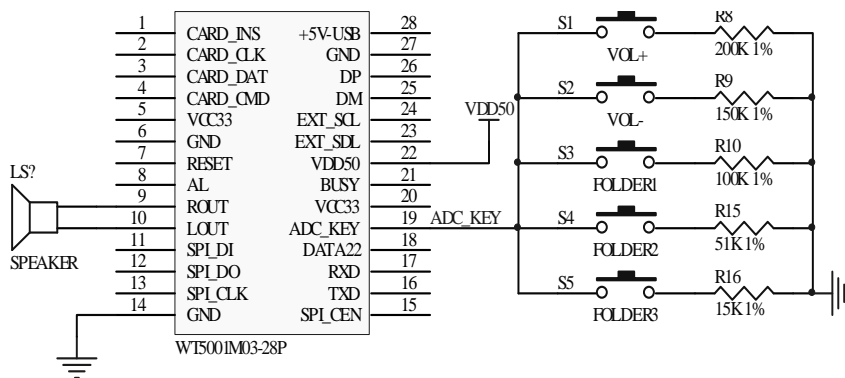 1 CARD_INS +5V-USB 28
2 CARD_CLK GND 27
3 CARD_DAT DP 26
4 CARD_CMD DM 25
5 VCC33 EXT_SCL 24
6 GND EXT_SDL 23
7 RESET VDD50 22
8 AL BUSY 21
9 ROUT VCC33 20
10 LOUT ADC_KEY 19
11 SPI_DI DATA22 18
12 SPI_DO RXD 17
13 SPI_CLK TXD 16
14 GND SPI_CEN 15
WT5001M03-28P
LS?
SPEAKER
VDD50
ADC_KEY
S1 VOL+ R8 200K 1%
S2 VOL- R9 150K 1%
S3 FOLDER1 R10 100K 1%
S4 FOLDER2 R15 51K 1%
S5 FOLDER3 R16 15K 1%